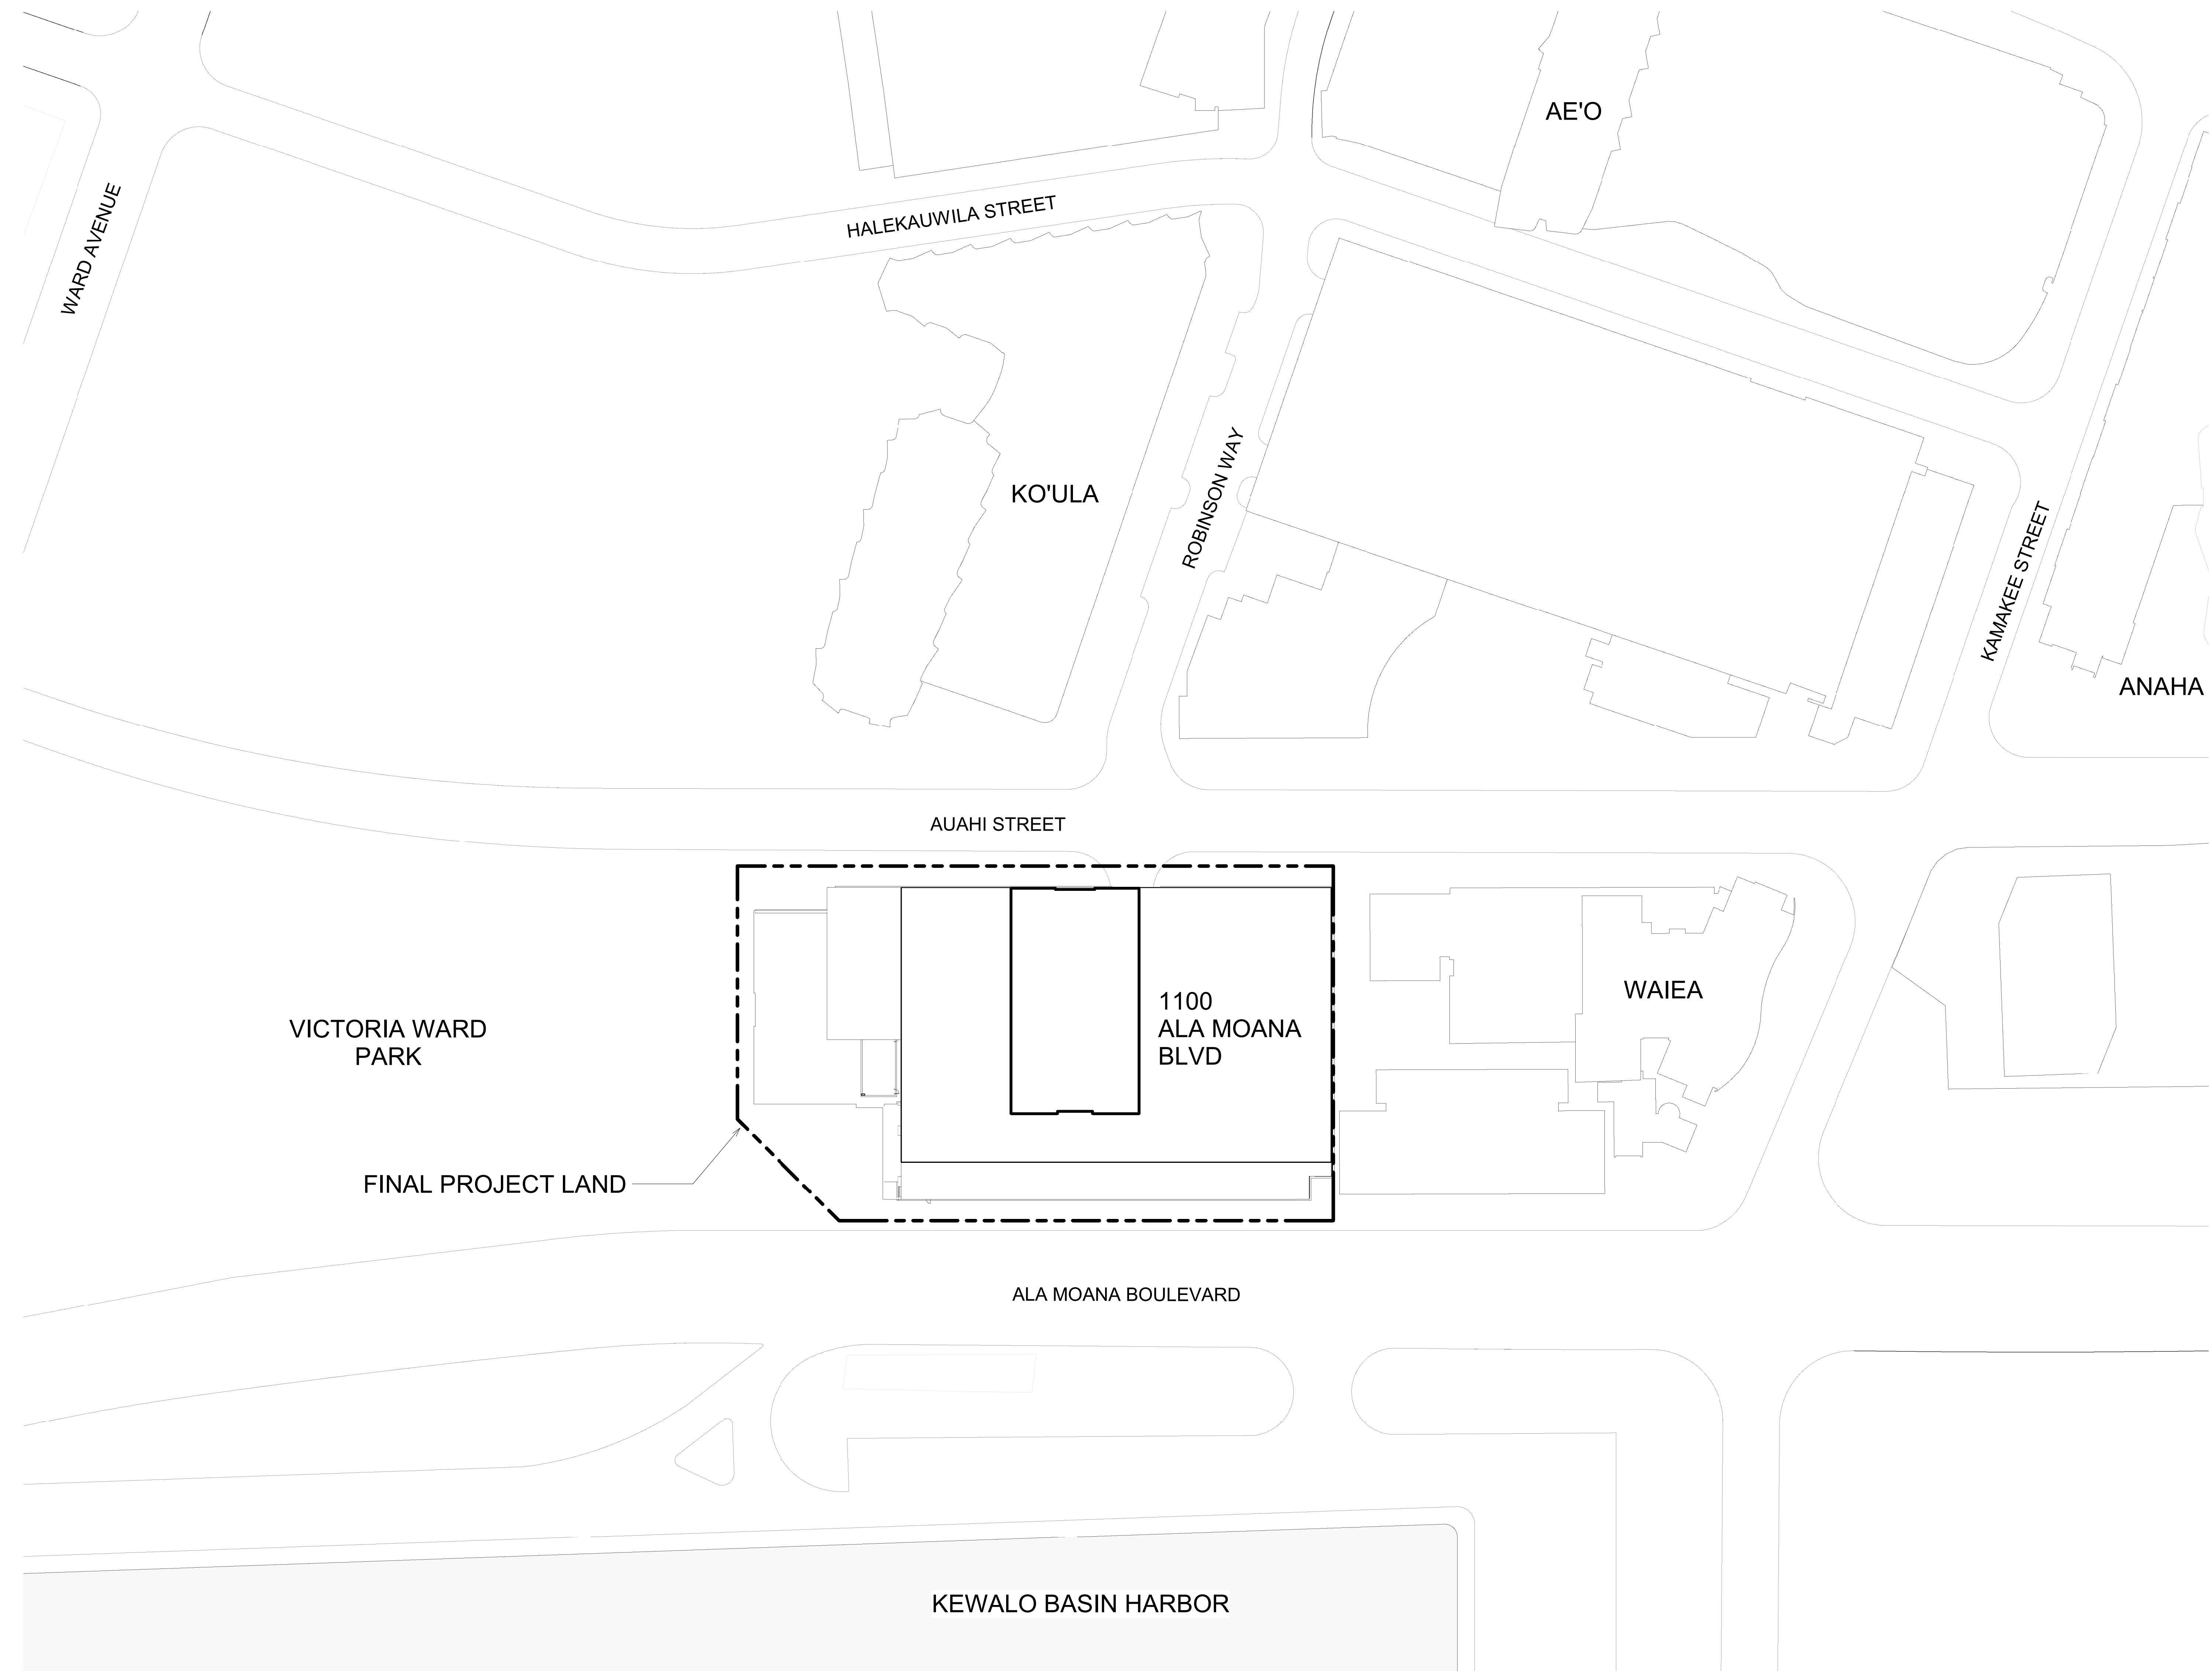 AE'O
WARD AVENUE
HALEKAUWILA STREET
KO'ULA
ROBINSON WAY
KAMAKEE STREET
ANAHA
AUAHI STREET
WAIEA
1100
ALA MOANA
BLVD
VICTORIA WARD
PARK
FINAL PROJECT LAND
ALA MOANA BOULEVARD
KEWALO BASIN HARBOR